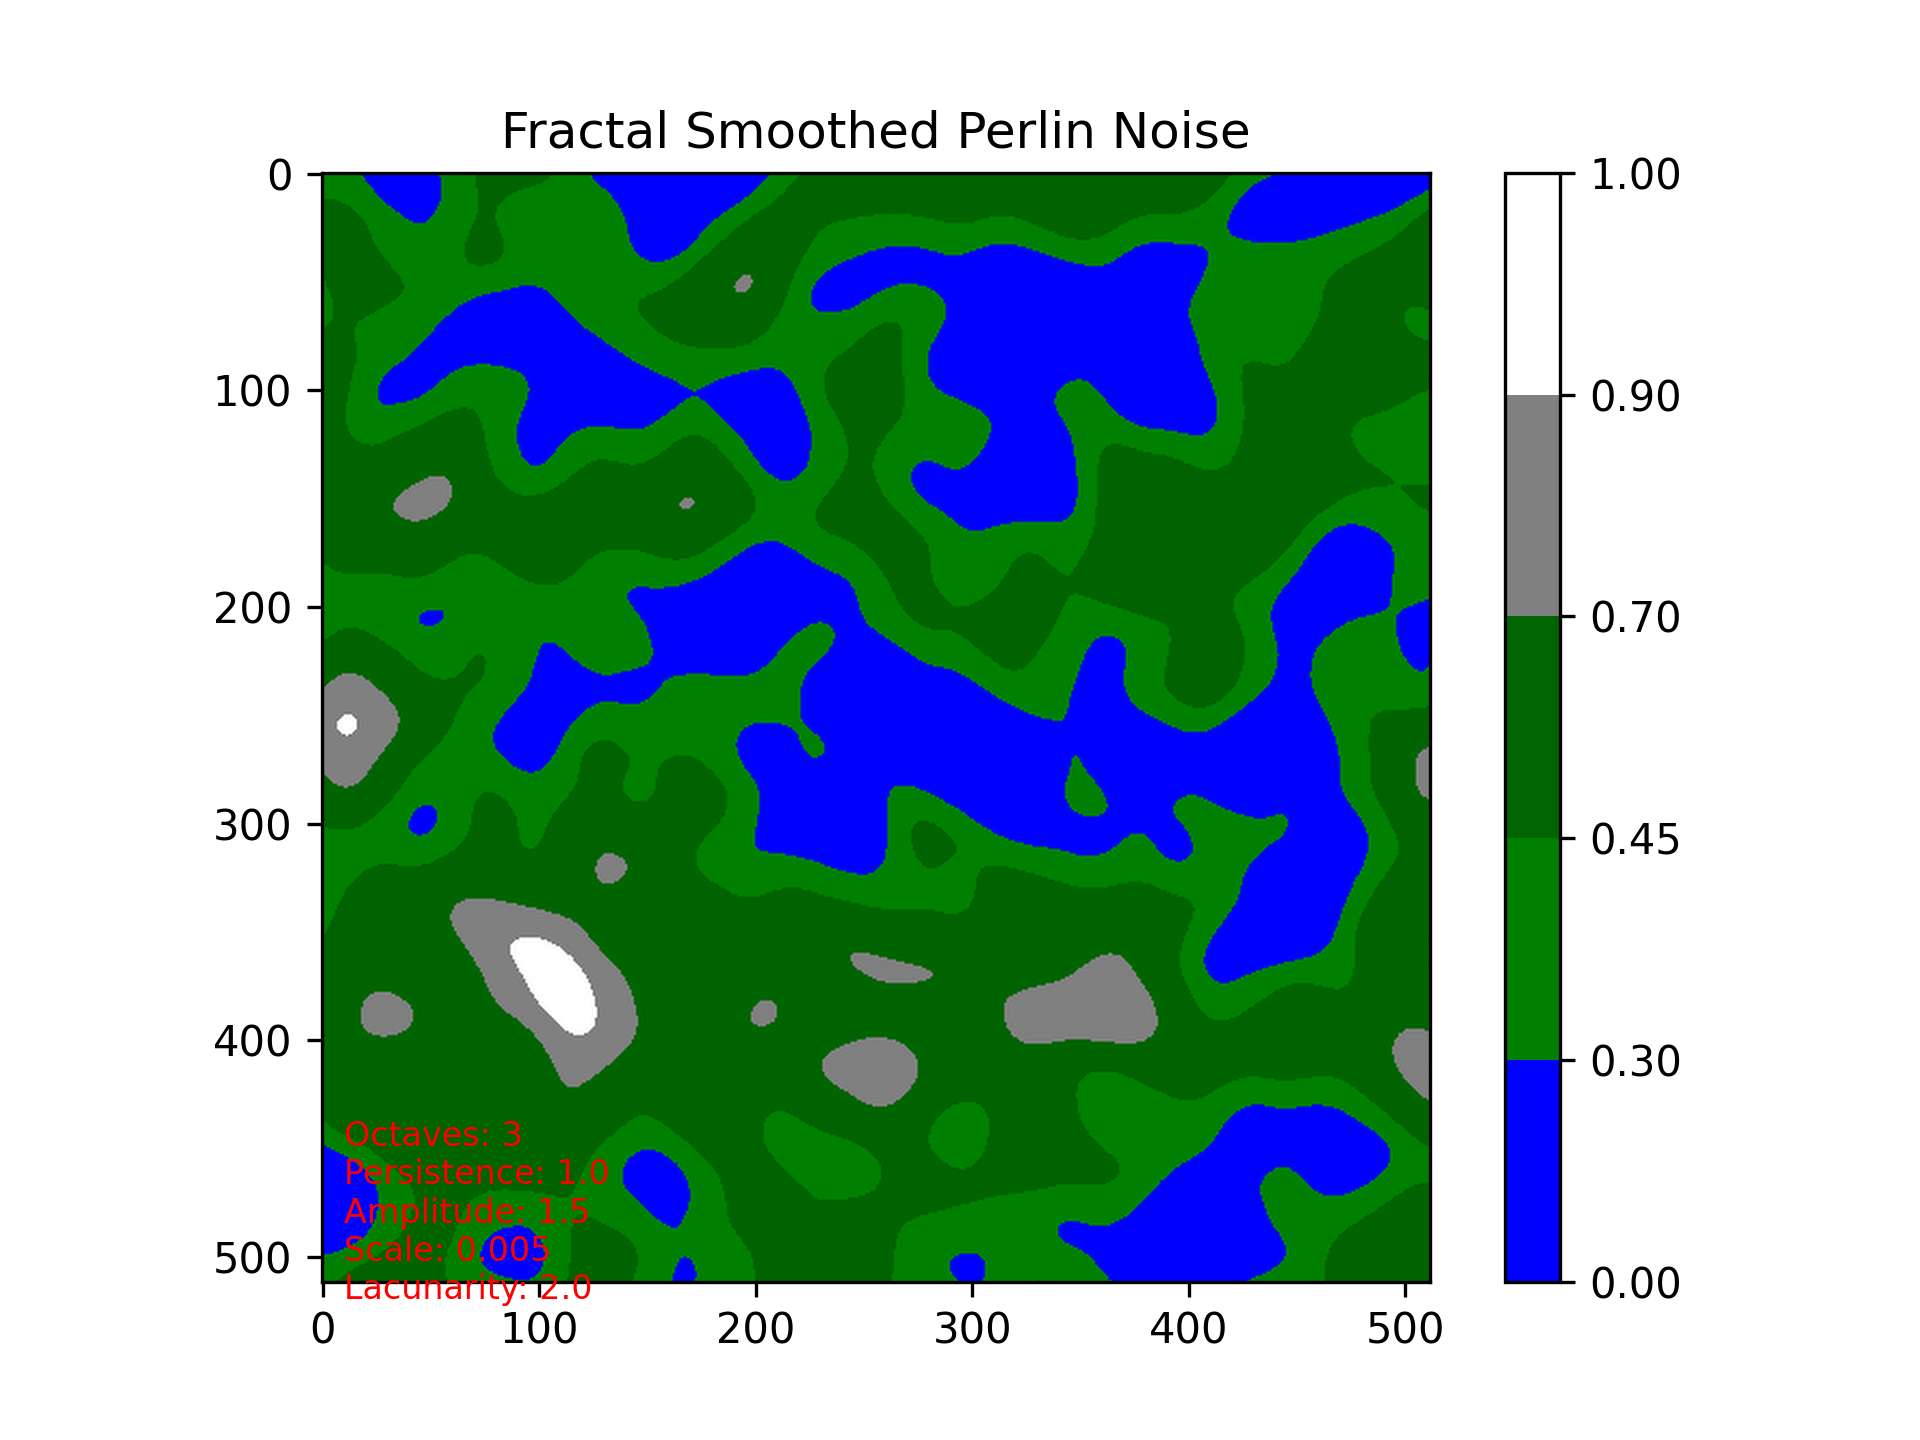 Fractal Smoothed Perlin Noise
0
100
200
300
400
500
0 100 200 300 400 500
1.00
0.90
0.70
0.45
0.30
0.00
Octaves: 3
Persistence: 1.0
Amplitude: 1.5
Scale: 0.005
Lacunarity: 2.0